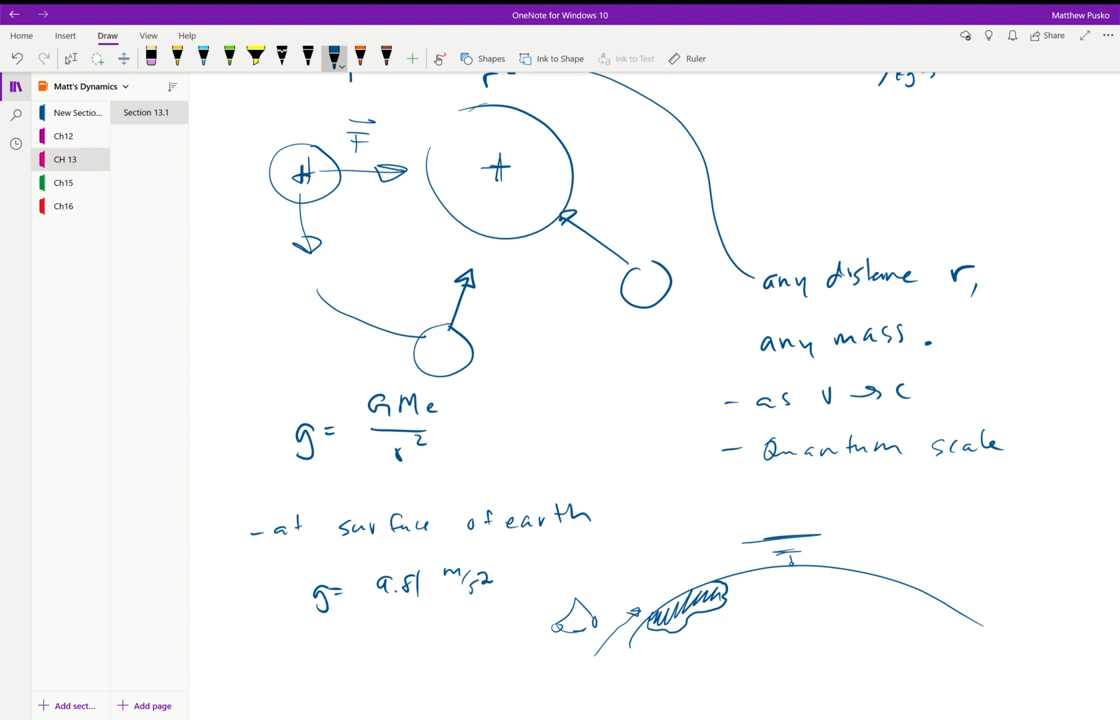 OneNote for Windows 10
Matthew Pusko
Home Insert Draw View Help
Share
Shapes Ink to Shape Ink to Text Ruler
Matt's Dynamics
New Sectio...
Ch12
CH 13
Ch15
Ch16
Section 13.1
r
F
any distance r,
any mass.
- as v → c
- Quantum scale
g = GMe
r²
- at surface of earth
g = 9.81 m/s2
Add sect... Add page